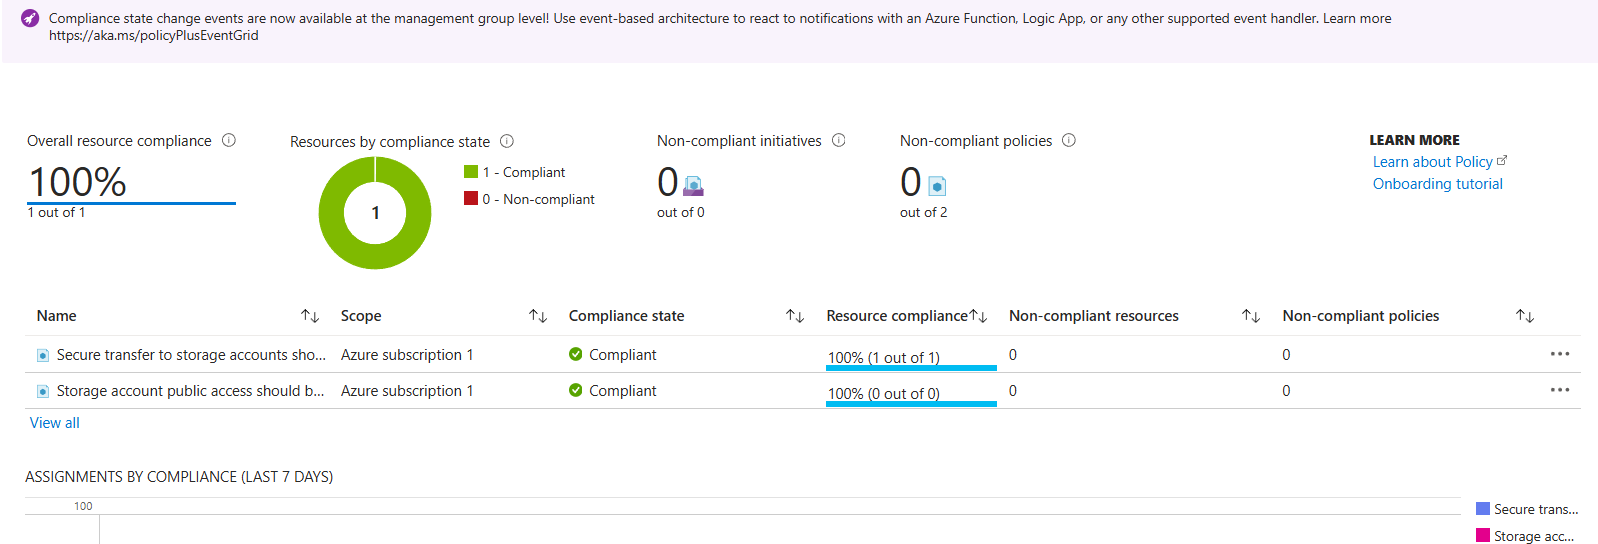 Compliance state change events are now available at the management group level! Use event-based architecture to react to notifications with an Azure Function, Logic App, or any other supported event handler. Learn more
https://aka.ms/policyPlusEventGrid
Overall resource compliance
100%
1 out of 1
Resources by compliance state
1
1 - Compliant
0 - Non-compliant
Non-compliant initiatives
0
out of 0
Non-compliant policies
0
out of 2
LEARN MORE
Learn about Policy
Onboarding tutorial
Name Scope Compliance state Resource compliance Non-compliant resources Non-compliant policies
Secure transfer to storage accounts sho... Azure subscription 1 Compliant 100% (1 out of 1) 0 0
Storage account public access should b... Azure subscription 1 Compliant 100% (0 out of 0) 0 0
View all
ASSIGNMENTS BY COMPLIANCE (LAST 7 DAYS)
100
Secure trans...
Storage acc...